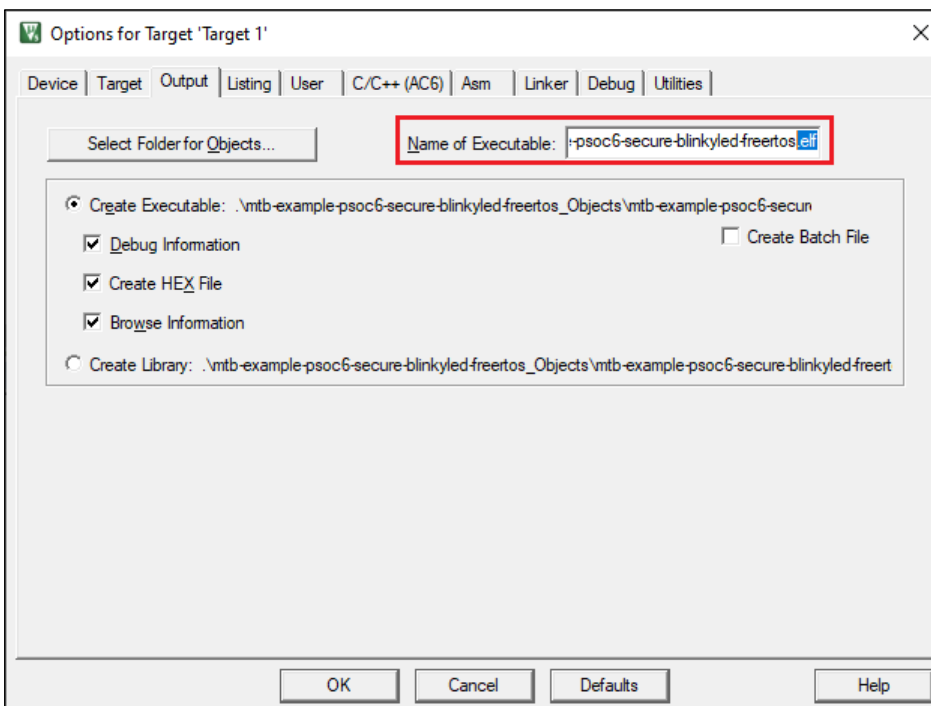 Options for Target 'Target 1'
Device Target Output Listing User C/C++ (AC6) Asm Linker Debug Utilities
Select Folder for Objects... Name of Executable: -psoc6-secure-blinkyled-freertos.elf
Create Executable: .\mtb-example-psoc6-secure-blinkyled-freertos_Objects\mtb-example-psoc6-secur
Debug Information Create Batch File
Create HEX File
Browse Information
Create Library: .\mtb-example-psoc6-secure-blinkyled-freertos_Objects\mtb-example-psoc6-secure-blinkyled-freert
OK Cancel Defaults Help